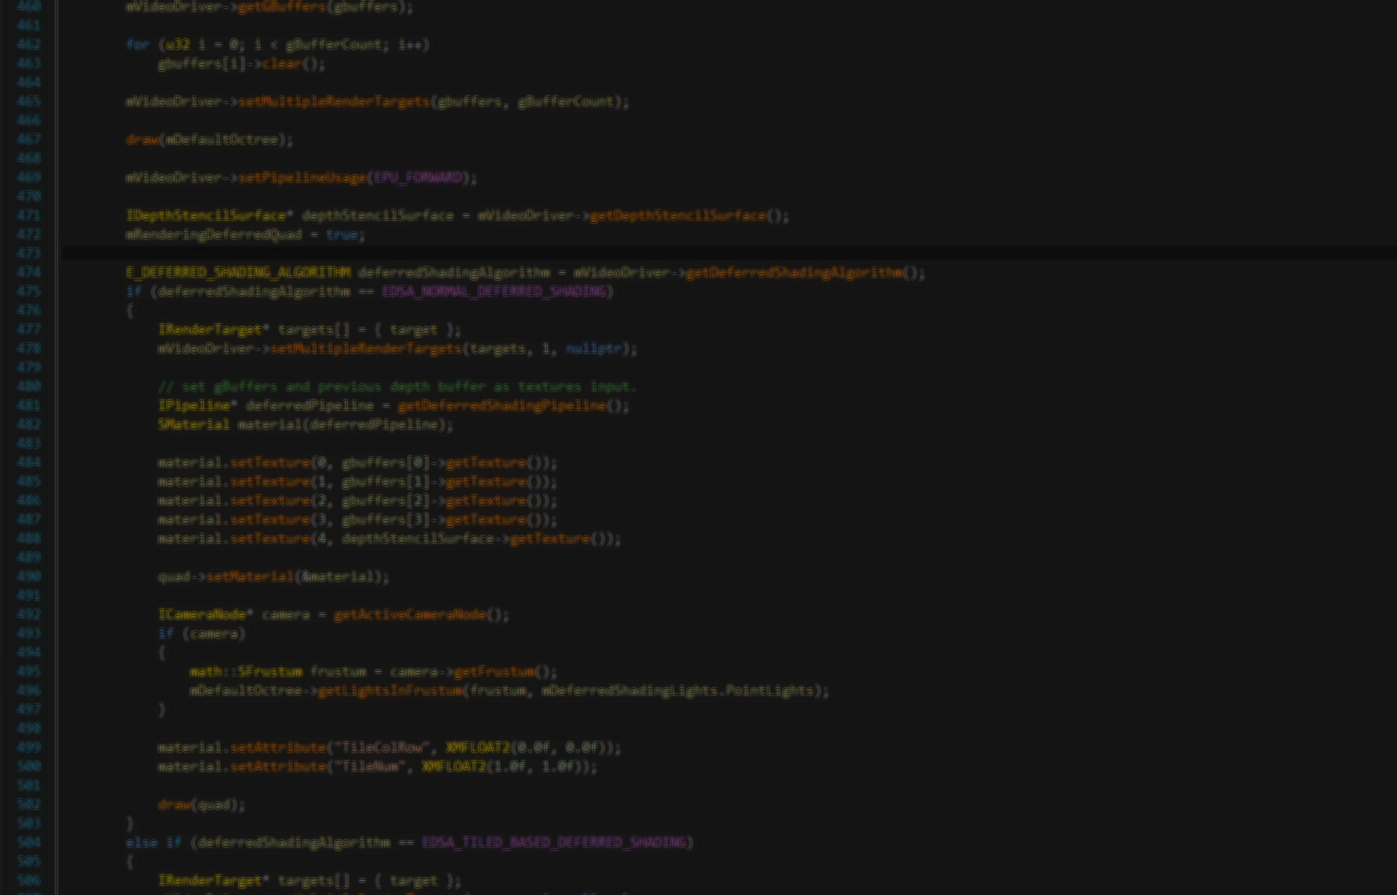 460 mVideoDriver->getGBuffers(gbuffers);
461
462 for (u32 i = 0; i < gBufferCount; i++)
463 gbuffers[i]->clear();
464
465 mVideoDriver->setMultipleRenderTargets(gbuffers, gBufferCount);
466
467 draw(mDefaultOctree);
468
469 mVideoDriver->setPipelineUsage(EPU_FORWARD);
470
471 IDepthStencilSurface* depthStencilSurface = mVideoDriver->getDepthStencilSurface();
472 mRenderingDeferredQuad = true;
473
474 E_DEFERRED_SHADING_ALGORITHM deferredShadingAlgorithm = mVideoDriver->getDeferredShadingAlgorithm();
475 if (deferredShadingAlgorithm == EDSA_NORMAL_DEFERRED_SHADING)
476 {
477 IRenderTarget* targets[] = { target };
478 mVideoDriver->setMultipleRenderTargets(targets, 1, nullptr);
479
480 // set gBuffers and previous depth buffer as textures input.
481 IPipeline* deferredPipeline = getDeferredShadingPipeline();
482 SMaterial material(deferredPipeline);
483
484 material.setTexture(0, gbuffers[0]->getTexture());
485 material.setTexture(1, gbuffers[1]->getTexture());
486 material.setTexture(2, gbuffers[2]->getTexture());
487 material.setTexture(3, gbuffers[3]->getTexture());
488 material.setTexture(4, depthStencilSurface->getTexture());
489
490 quad->setMaterial(&material);
491
492 ICameraNode* camera = getActiveCameraNode();
493 if (camera)
494 {
495 math::SFrustum frustum = camera->getFrustum();
496 mDefaultOctree->getLightsInFrustum(frustum, mDeferredShadingLights.PointLights);
497 }
498
499 material.setAttribute("TileColRow", XMFLOAT2(0.0f, 0.0f));
500 material.setAttribute("TileNum", XMFLOAT2(1.0f, 1.0f));
501
502 draw(quad);
503 }
504 else if (deferredShadingAlgorithm == EDSA_TILED_BASED_DEFERRED_SHADING)
505 {
506 IRenderTarget* targets[] = { target };